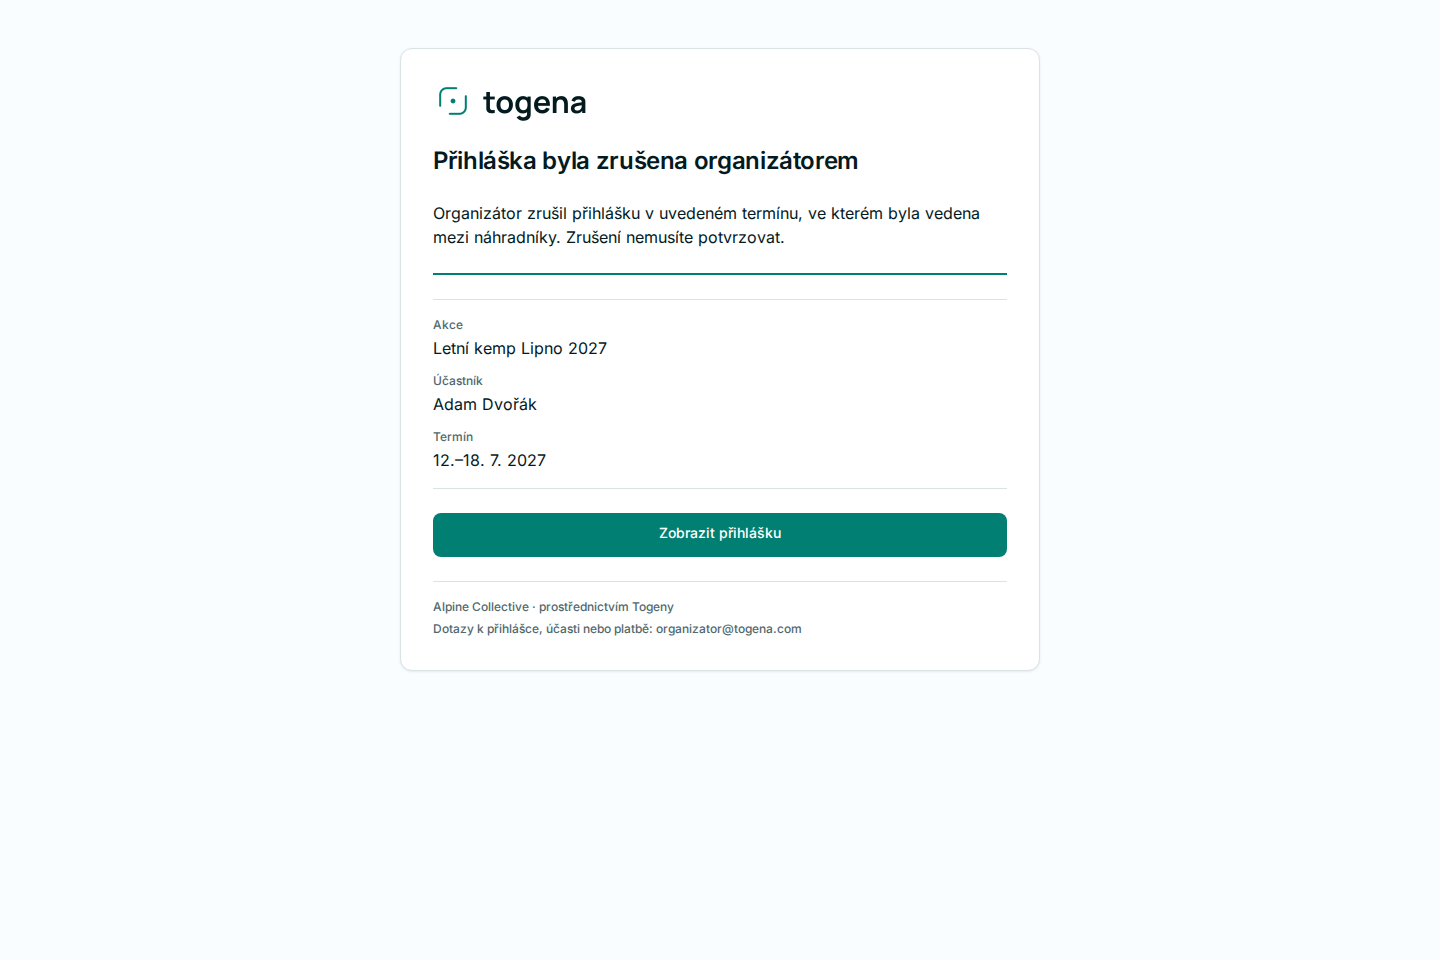 togena
Přihláška byla zrušena organizátorem
Organizátor zrušil přihlášku v uvedeném termínu, ve kterém byla vedena
mezi náhradníky. Zrušení nemusíte potvrzovat.
Akce
Letní kemp Lipno 2027
Účastník
Adam Dvořák
Termín
12.–18. 7. 2027
Zobrazit přihlášku
Alpine Collective · prostřednictvím Togeny
Dotazy k přihlášce, účasti nebo platbě: organizator@togena.com